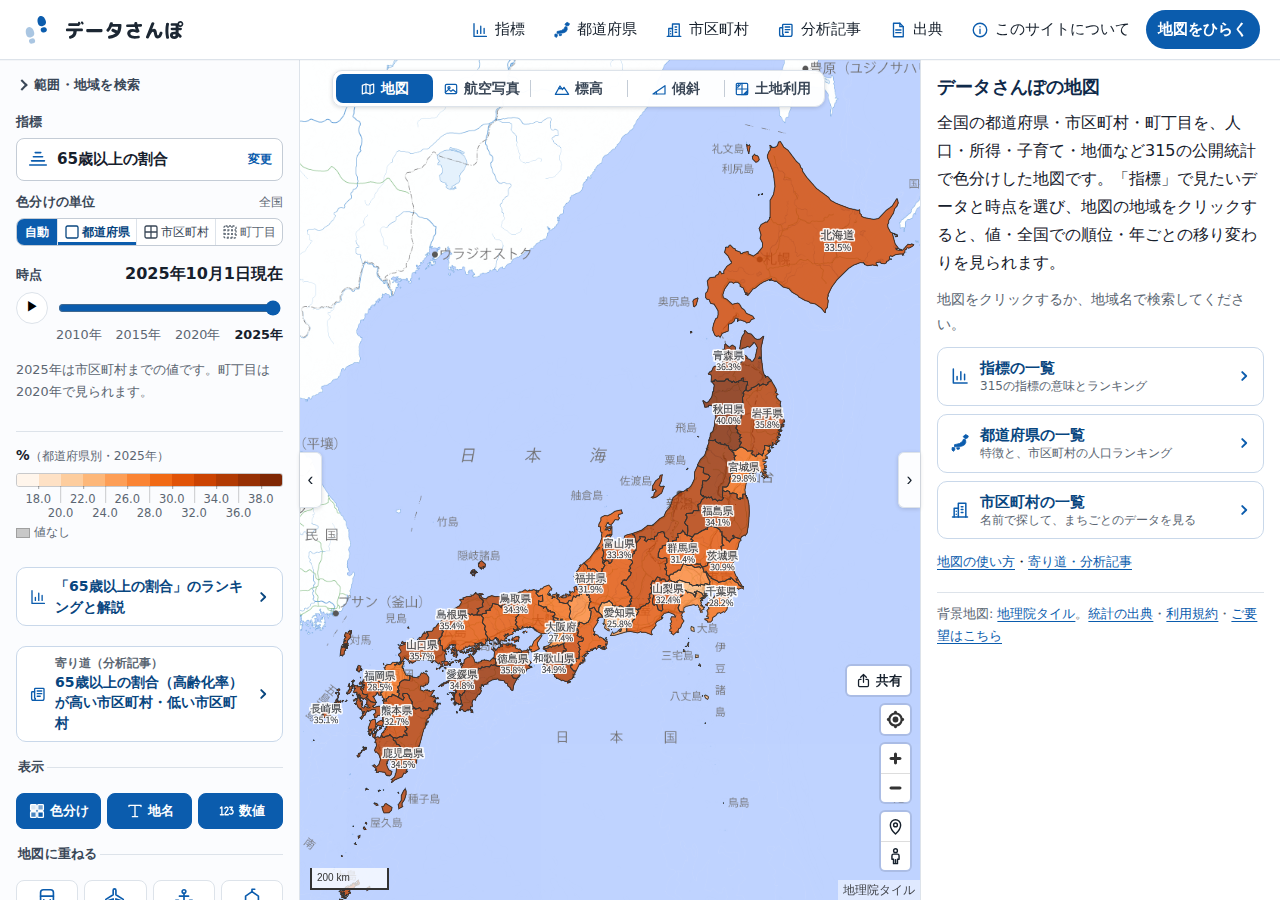 データさんぽ
指標
都道府県
市区町村
分析記事
出典
このサイトについて
地図をひらく
範囲・地域を検索
指標
65歳以上の割合
変更
色分けの単位
全国
自動
都道府県
市区町村
町丁目
時点
2025年10月1日現在
2010年
2015年
2020年
2025年
2025年は市区町村までの値です。町丁目は
2020年で見られます。
%（都道府県別・2025年）
18.0
22.0
26.0
30.0
34.0
38.0
20.0
24.0
28.0
32.0
36.0
値なし
「65歳以上の割合」のランキ
ングと解説
寄り道（分析記事）
65歳以上の割合（高齢化率）
が高い市区町村・低い市区町
村
表示
色分け
地名
123 数値
地図に重ねる
地図
航空写真
標高
傾斜
土地利用
豊原（ユジノサハ
礼文島
利尻島
国
北海道
33.5%
札幌
ウラジオストク
奥尻島
青森県
36.3%
秋田県
40.0%
岩手県
35.8%
飛島
（平壌）
日本海
粟島
宮城県
29.8%
台
佐渡島
舳倉島
福島県
34.1%
竹島
民国
富山県
33.3%
群馬県
31.4%
茨城県
30.9%
隠岐諸島
福井県
31.9%
山梨県
32.4%
千葉県
28.2%
プサン（釜山）
鳥取県
34.3%
見島
島根県
35.4%
愛知県
25.8%
大阪府
27.4%
大島
対馬
山口県
35.7%
徳島県
35.8%
和歌山県
34.9%
三宅島
伊豆諸島
福岡県
28.5%
愛媛県
34.8%
八丈島
長崎県
35.1%
熊本県
32.7%
日本国
鹿児島県
34.5%
種子島
鳥島
屋久島
南
200 km
共有
地理院タイル
データさんぽの地図
全国の都道府県・市区町村・町丁目を、人
口・所得・子育て・地価など315の公開統計
で色分けした地図です。「指標」で見たいデ
ータと時点を選び、地図の地域をクリックす
ると、値・全国での順位・年ごとの移り変わ
りを見られます。
地図をクリックするか、地域名で検索してくださ
い。
指標の一覧
315の指標の意味とランキング
都道府県の一覧
特徴と、市区町村の人口ランキング
市区町村の一覧
名前で探して、まちごとのデータを見る
地図の使い方・寄り道・分析記事
背景地図: 地理院タイル。統計の出典・利用規約・ご要
望はこちら